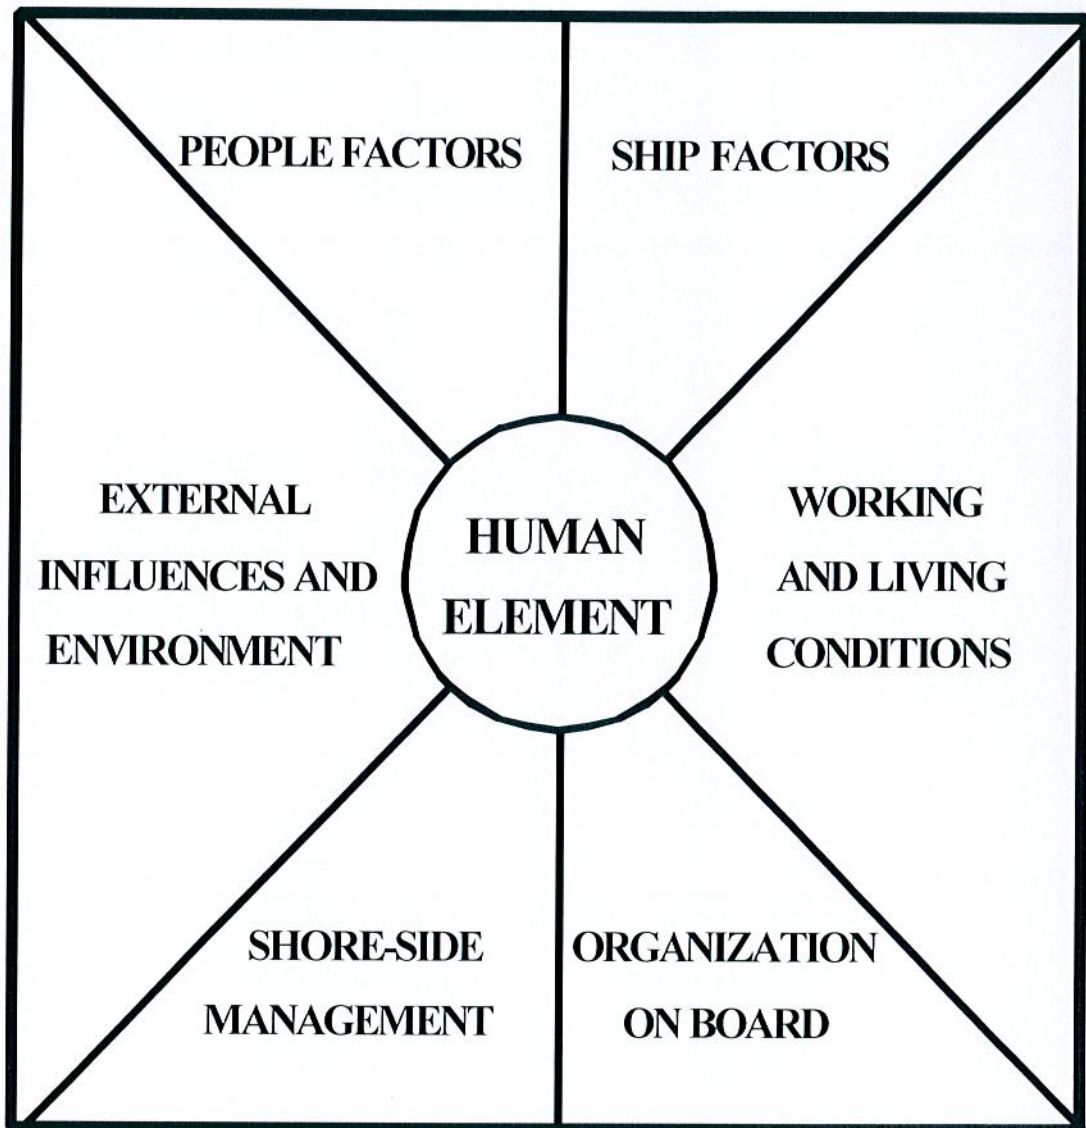 PEOPLE FACTORS
SHIP FACTORS
EXTERNAL
INFLUENCES AND
ENVIRONMENT
HUMAN
ELEMENT
WORKING
AND LIVING
CONDITIONS
SHORE-SIDE
MANAGEMENT
ORGANIZATION
ON BOARD